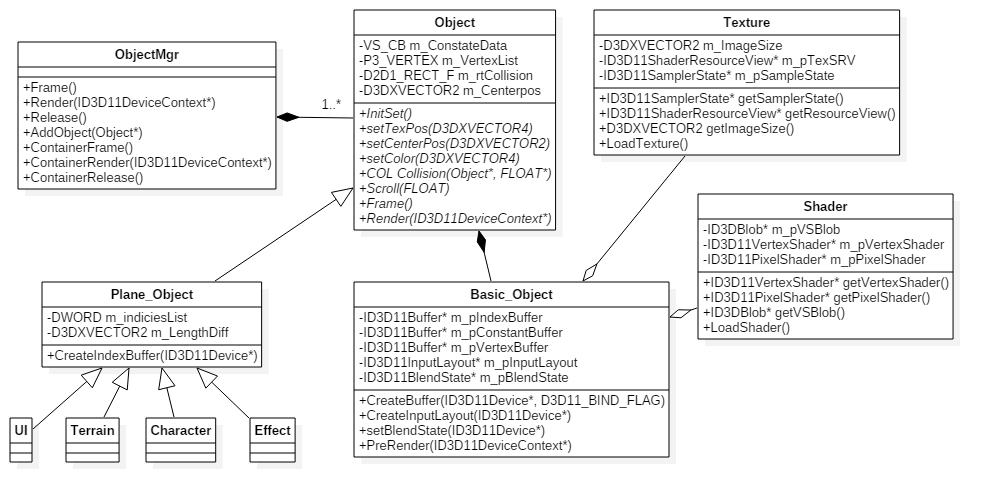 ObjectMgr
+Frame()
+Render(ID3D11DeviceContext*)
+Release()
+AddObject(Object*)
+ContainerFrame()
+ContainerRender(ID3D11DeviceContext*)
+ContainerRelease()
1..*
Object
-VS_CB m_ConstateData
-P3_VERTEX m_VertexList
-D2D1_RECT_F m_rtCollision
-D3DXVECTOR2 m_Centerpos
+InitSet()
+setTexPos(D3DXVECTOR4)
+setCenterPos(D3DXVECTOR2)
+setColor(D3DXVECTOR4)
+COL Collision(Object*, FLOAT*)
+Scroll(FLOAT)
+Frame()
+Render(ID3D11DeviceContext*)
Texture
-D3DXVECTOR2 m_ImageSize
-ID3D11ShaderResourceView* m_pTexSRV
-ID3D11SamplerState* m_pSampleState
+ID3D11SamplerState* getSamplerState()
+ID3D11ShaderResourceView* getResourceView()
+D3DXVECTOR2 getImageSize()
+LoadTexture()
Shader
-ID3DBlob* m_pVSBlob
-ID3D11VertexShader* m_pVertexShader
-ID3D11PixelShader* m_pPixelShader
+ID3D11VertexShader* getVertexShader()
+ID3D11PixelShader* getPixelShader()
+ID3DBlob* getVSBlob()
+LoadShader()
Plane_Object
-DWORD m_indiciesList
-D3DXVECTOR2 m_LengthDiff
+CreateIndexBuffer(ID3D11Device*)
Basic_Object
-ID3D11Buffer* m_pIndexBuffer
-ID3D11Buffer* m_pConstantBuffer
-ID3D11Buffer* m_pVertexBuffer
-ID3D11InputLayout* m_pInputLayout
-ID3D11BlendState* m_pBlendState
+CreateBuffer(ID3D11Device*, D3D11_BIND_FLAG)
+CreateInputLayout(ID3D11Device*)
+setBlendState(ID3D11Device*)
+PreRender(ID3D11DeviceContext*)
UI
Terrain
Character
Effect